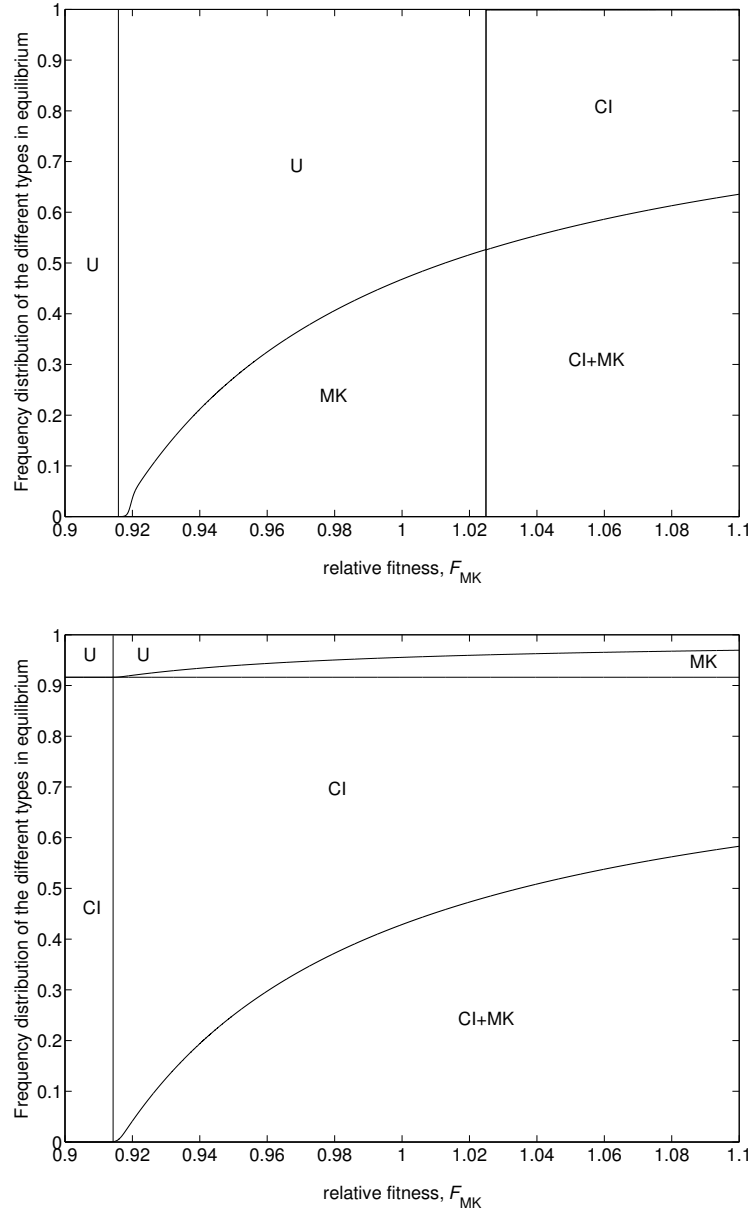 Frequency distribution of the different types in equilibrium
1
0.9
0.8
0.7
0.6
0.5
0.4
0.3
0.2
0.1
0
U
U
MK
CI
CI+MK
0.9 0.92 0.94 0.96 0.98 1 1.02 1.04 1.06 1.08 1.1
relative fitness, F_MK
Frequency distribution of the different types in equilibrium
1
0.9
0.8
0.7
0.6
0.5
0.4
0.3
0.2
0.1
0
U U
MK
CI
CI
CI+MK
0.9 0.92 0.94 0.96 0.98 1 1.02 1.04 1.06 1.08 1.1
relative fitness, F_MK